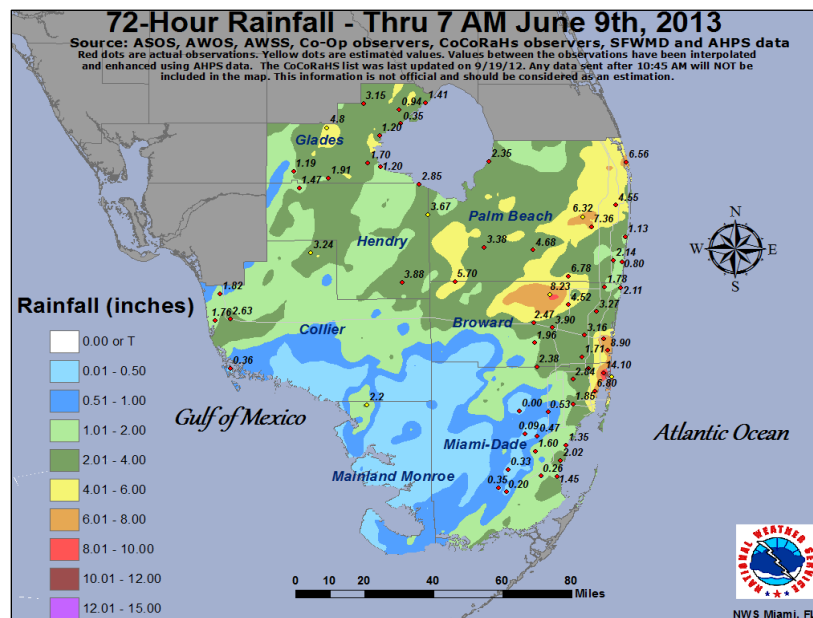 72-Hour Rainfall - Thru 7 AM June 9th, 2013
Source: ASOS, AWOS, AWSS, Co-Op observers, CoCoRaHS observers, SFWMD and AHPS data
Red dots are actual observations. Yellow dots are estimated values. Values between the observations have been interpolated
and enhanced using AHPS data. The CoCoRaHS list was last updated on 9/19/12. Any data sent after 10:45 AM will NOT be
included in the map. This information is not official and should be considered as an estimation.
3.15
0.94
1.41
0.35
4.8
1.20
Glades
1.70
1.20
1.19
1.91
1.47
2.85
2.35
6.56
3.67
Palm Beach
6.32
4.55
7.36
1.13
Hendry
3.24
3.38
4.68
2.14
0.80
3.88
5.70
6.78
1.78
2.11
1.82
8.23
4.52
3.27
Rainfall (inches)
1.76
2.63
Collier
Broward
2.47
3.90
3.16
1.96
8.90
1.71
0.36
2.38
14.10
2.84
6.80
2.2
1.85
0.00
0.53
Gulf of Mexico
0.09
0.47
Miami-Dade
1.60
1.35
2.02
Atlantic Ocean
Mainland Monroe
0.33
0.26
1.45
0.35
0.20
N
W
E
S
0.00 or T
0.01 - 0.50
0.51 - 1.00
1.01 - 2.00
2.01 - 4.00
4.01 - 6.00
6.01 - 8.00
8.01 - 10.00
10.01 - 12.00
12.01 - 15.00
0
20
40
60
80
Miles
NATIONAL WEATHER SERVICE
NWS Miami, FL